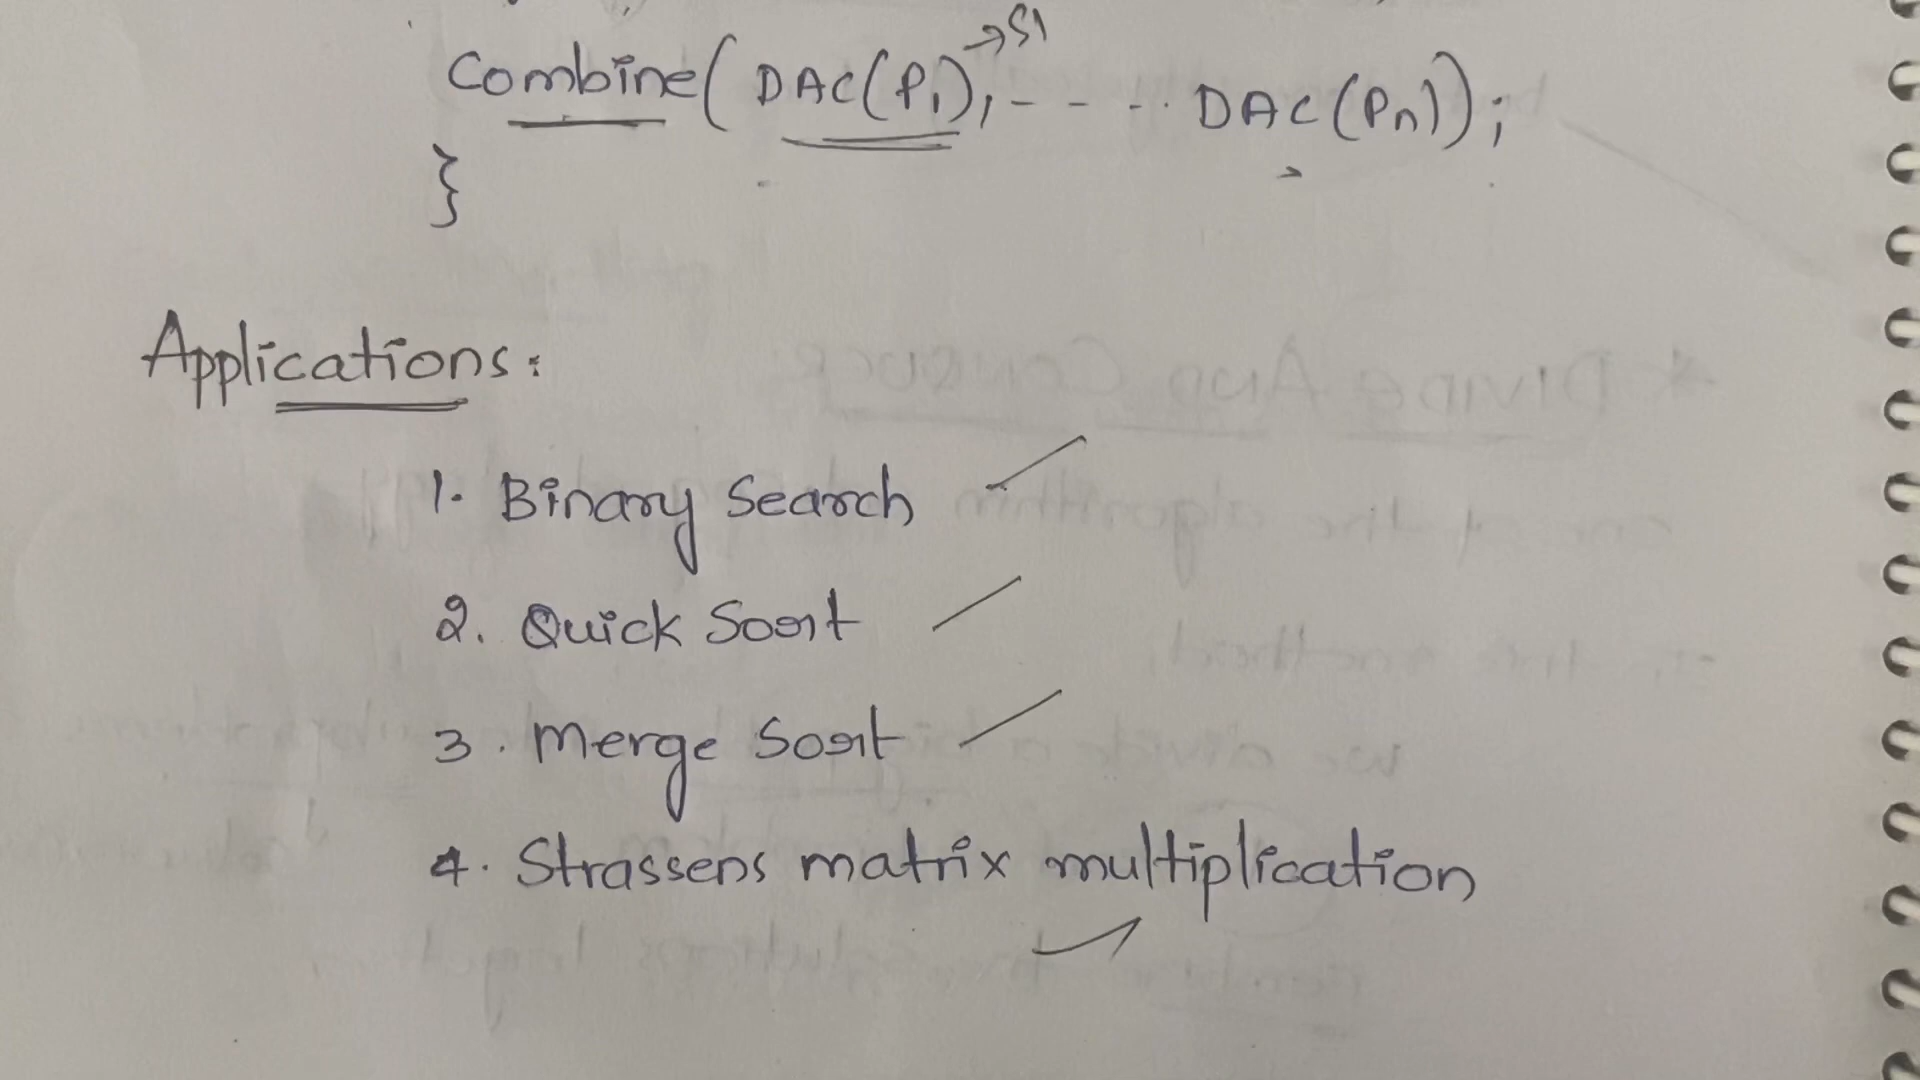 →S1
Combine(DAC(P1), - - - .. DAC(Pn));
}
Applications:
1. Binary Search
2. Quick Sort
3. Merge Sort
4. Strassens matrix multiplication